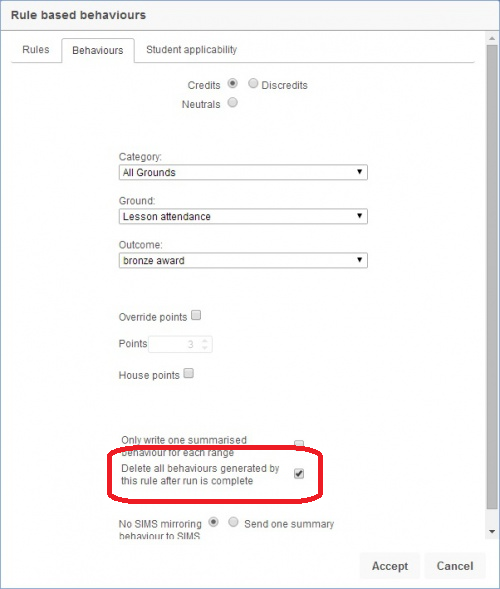 Rule based behaviours
Rules Behaviours Student applicability
Credits Discredits
Neutrals
Category:
All Grounds
Ground:
Lesson attendance
Outcome:
bronze award
Override points
Points 3
House points
Only write one summarised
behaviour for each range
Delete all behaviours generated by
this rule after run is complete
No SIMS mirroring Send one summary
behaviour to SIMS
Accept Cancel